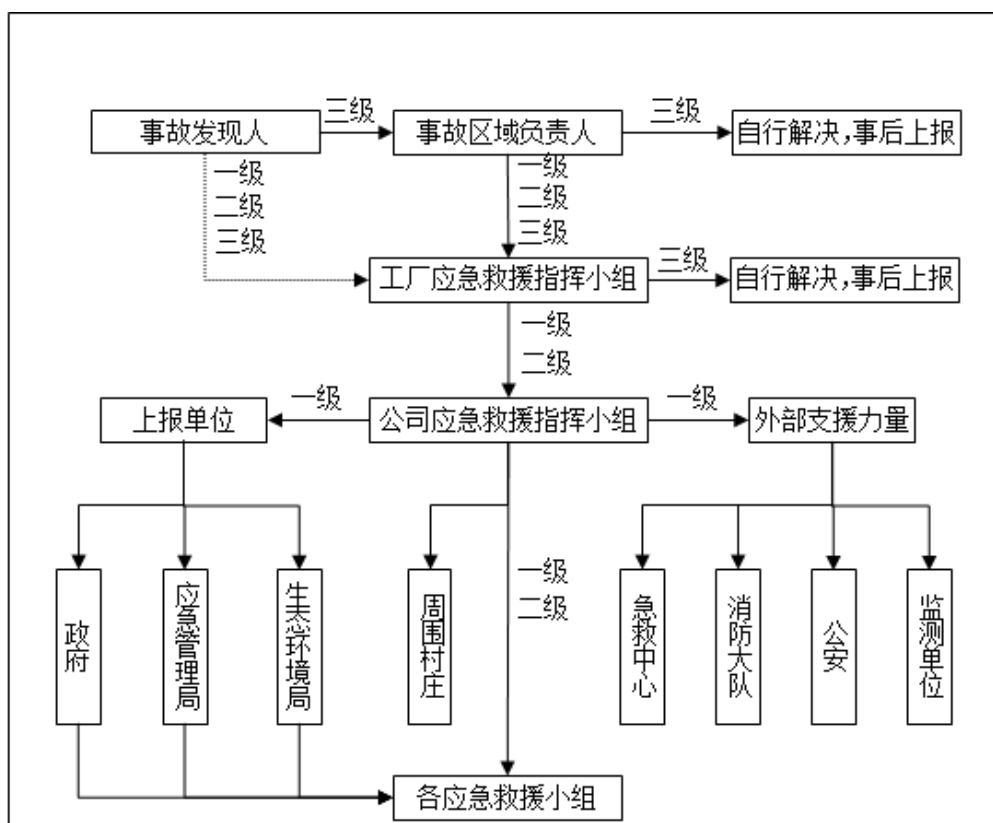 三级
三级
事故发现人
事故区域负责人
自行解决,事后上报
一级
二级
三级
一级
二级
三级
三级
工厂应急救援指挥小组
自行解决,事后上报
一级
二级
一级
一级
上报单位
公司应急救援指挥小组
外部支援力量
一级
二级
政府
应急管理局
生态环境局
周围村庄
急救中心
消防大队
公安
监测单位
各应急救援小组